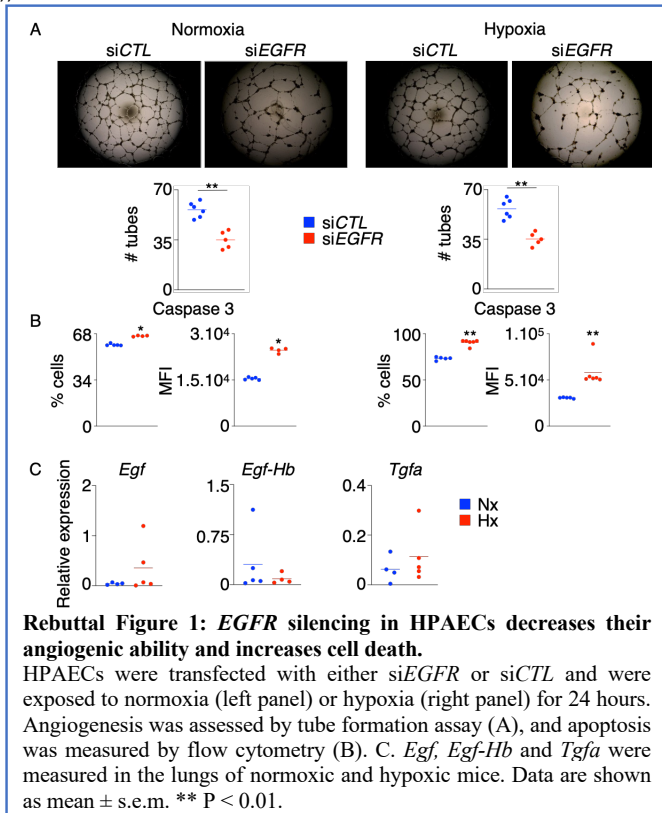 A
Normoxia
Hypoxia
siCTL
siEGFR
siCTL
siEGFR
# tubes
70
35
0
**
siCTL
siEGFR
# tubes
70
35
0
**
Caspase 3
B
% cells
68
34
0
*
MFI
3.10⁴
1.5.10⁴
0
*
% cells
100
50
0
**
MFI
1.10⁵
5.10⁴
0
**
C
Relative expression
Egf
2
1
0
Egf-Hb
1.5
0.75
0
Tgfa
0.4
0.2
0
Nx
Hx
Rebuttal Figure 1: EGFR silencing in HPAECs decreases their
angiogenic ability and increases cell death.
HPAECs were transfected with either siEGFR or siCTL and were
exposed to normoxia (left panel) or hypoxia (right panel) for 24 hours.
Angiogenesis was assessed by tube formation assay (A), and apoptosis
was measured by flow cytometry (B). C. Egf, Egf-Hb and Tgfa were
measured in the lungs of normoxic and hypoxic mice. Data are shown
as mean ± s.e.m. ** P < 0.01.